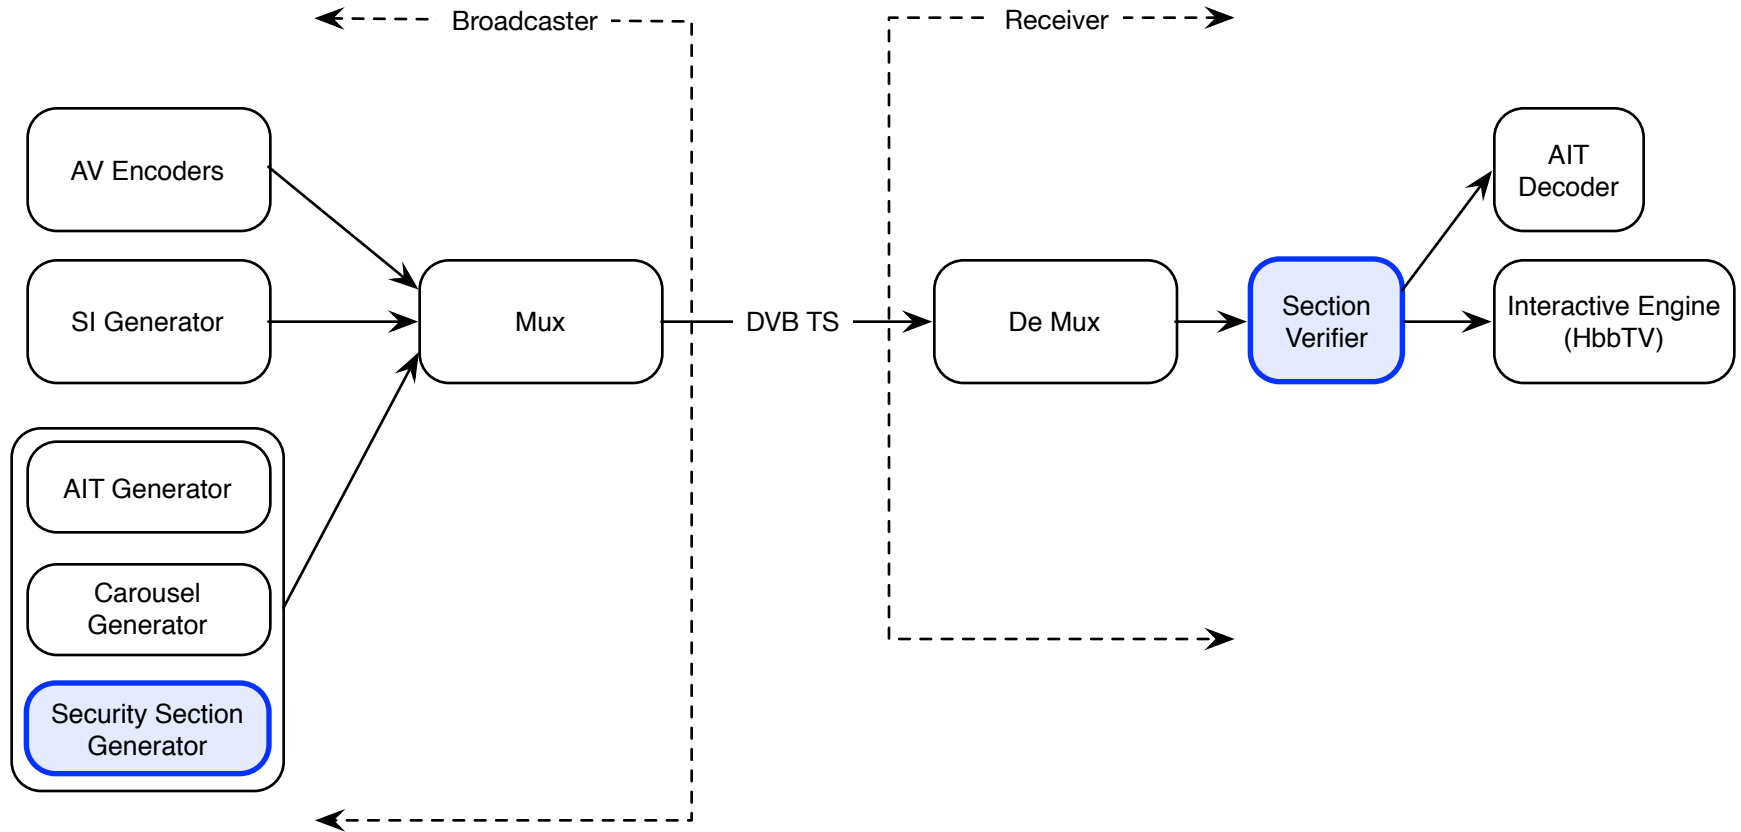 Broadcaster
Receiver
AV Encoders
AIT
Decoder
SI Generator
Mux
DVB TS
De Mux
Section
Verifier
Interactive Engine
(HbbTV)
AIT Generator
Carousel
Generator
Security Section
Generator